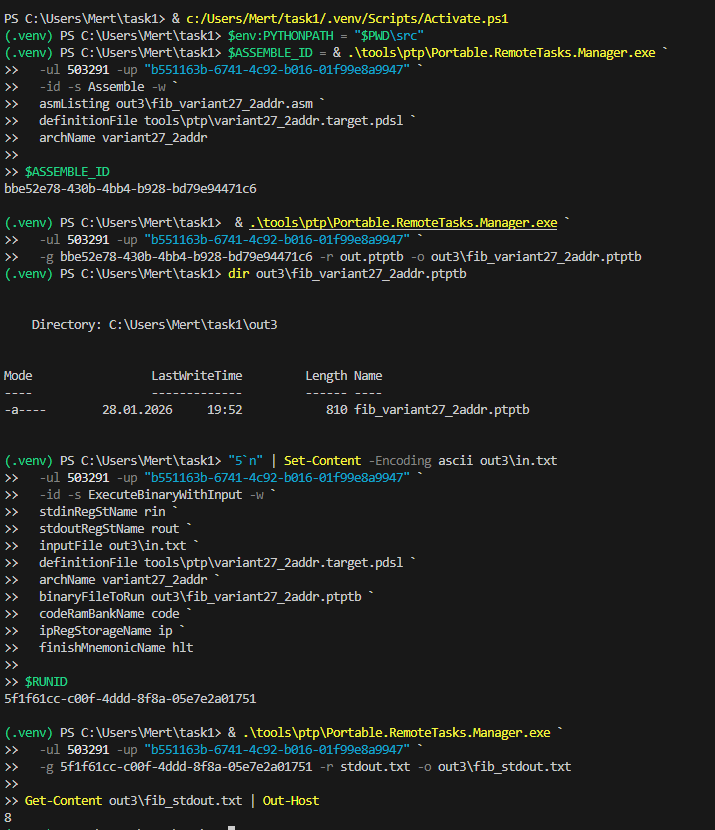 PS C:\Users\Mert\task1> & c:/Users/Mert/task1/.venv/Scripts/Activate.ps1
(.venv) PS C:\Users\Mert\task1> $env:PYTHONPATH = "$PWD\src"
(.venv) PS C:\Users\Mert\task1> $ASSEMBLE_ID = & .\tools\ptp\Portable.RemoteTasks.Manager.exe `
>>   -ul 503291 -up "b551163b-6741-4c92-b016-01f99e8a9947" `
>>   -id -s Assemble -w `
>>   asmListing out3\fib_variant27_2addr.asm `
>>   definitionFile tools\ptp\variant27_2addr.target.pdsl `
>>   archName variant27_2addr
>>
>> $ASSEMBLE_ID
bbe52e78-430b-4bb4-b928-bd79e94471c6
(.venv) PS C:\Users\Mert\task1>  & .\tools\ptp\Portable.RemoteTasks.Manager.exe `
>>   -ul 503291 -up "b551163b-6741-4c92-b016-01f99e8a9947" `
>>   -g bbe52e78-430b-4bb4-b928-bd79e94471c6 -r out.ptptb -o out3\fib_variant27_2addr.ptptb
(.venv) PS C:\Users\Mert\task1> dir out3\fib_variant27_2addr.ptptb
Directory: C:\Users\Mert\task1\out3
Mode                 LastWriteTime         Length Name
----                 -------------         ------ ----
-a----        28.01.2026     19:52            810 fib_variant27_2addr.ptptb
(.venv) PS C:\Users\Mert\task1> "5`n" | Set-Content -Encoding ascii out3\in.txt
>>   -ul 503291 -up "b551163b-6741-4c92-b016-01f99e8a9947" `
>>   -id -s ExecuteBinaryWithInput -w `
>>   stdinRegStName rin `
>>   stdoutRegStName rout `
>>   inputFile out3\in.txt `
>>   definitionFile tools\ptp\variant27_2addr.target.pdsl `
>>   archName variant27_2addr `
>>   binaryFileToRun out3\fib_variant27_2addr.ptptb `
>>   codeRamBankName code `
>>   ipRegStorageName ip `
>>   finishMnemonicName hlt
>>
>> $RUNID
5f1f61cc-c00f-4ddd-8f8a-05e7e2a01751
(.venv) PS C:\Users\Mert\task1> & .\tools\ptp\Portable.RemoteTasks.Manager.exe `
>>   -ul 503291 -up "b551163b-6741-4c92-b016-01f99e8a9947" `
>>   -g 5f1f61cc-c00f-4ddd-8f8a-05e7e2a01751 -r stdout.txt -o out3\fib_stdout.txt
>>
>> Get-Content out3\fib_stdout.txt | Out-Host
8